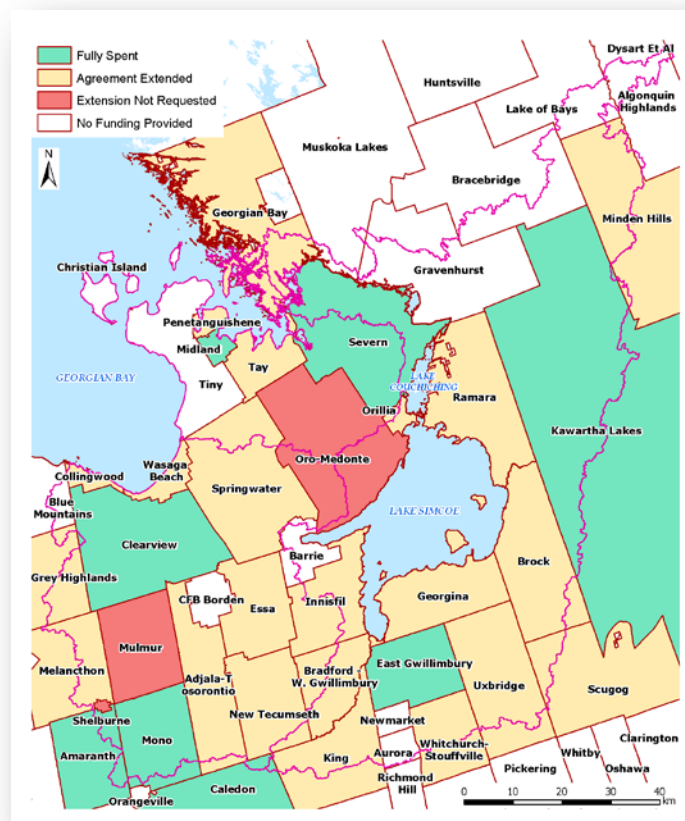 Fully Spent
Agreement Extended
Extension Not Requested
No Funding Provided
N
Dysart Et Al
Huntsville
Algonquin
Highlands
Lake of Bays
Muskoka Lakes
Bracebridge
Georgian Bay
Minden Hills
Christian Island
Gravenhurst
Penetanguishene
Midland
Severn
Tay
GEORGIAN BAY
Tiny
LAKE
COUCHICHING
Ramara
Orillia
Kawartha Lakes
Oro-Medonte
Wasaga
Beach
Collingwood
Springwater
Blue
Mountains
LAKE SIMCOE
Clearview
Barrie
Brock
Grey Highlands
CFB Borden
Essa
Innisfil
Georgina
Mulmur
Melancthon
Adjala-T
osorontio
Bradford -
W. Gwillimbury
East Gwillimbury
Uxbridge
Scugog
Shelburne
New Tecumseth
Newmarket
Mono
Amaranth
King
Aurora
Whitchurch-
Stouffville
Clarington
Whitby
Oshawa
Pickering
Richmond
Hill
Caledon
Orangeville
0 10 20 30 40
km